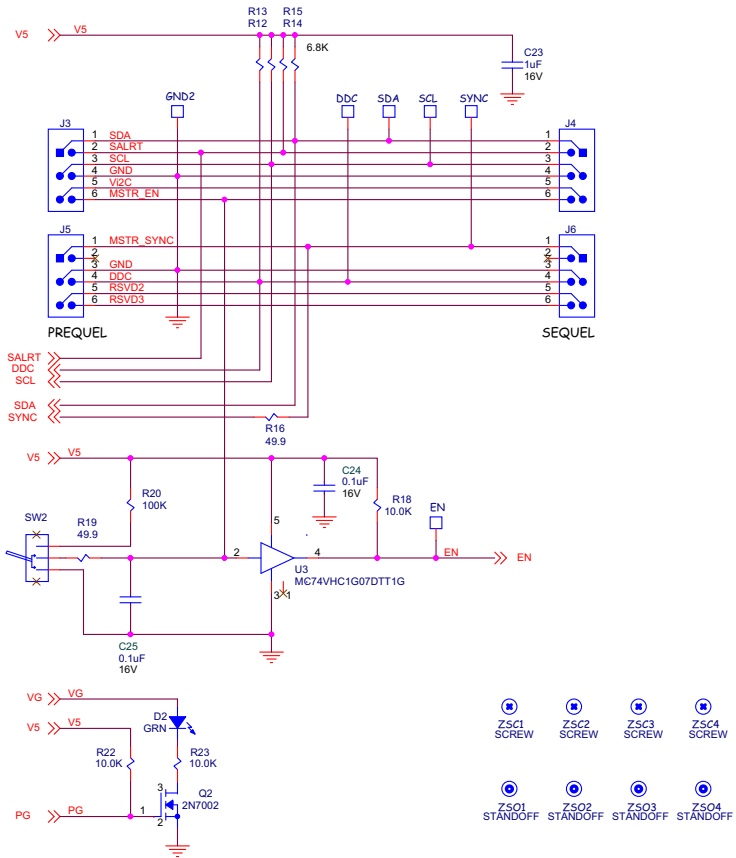 R13 R15
R12 R14
V5 V5
6.8K
C23
1uF
16V
GND2 DDC SDA SCL SYNC
J3 J4
1 SDA 1
2 SALRT 2
3 SCL 3
4 GND 4
5 VI2C 5
6 MSTR_EN 6
J5 J6
1 MSTR_SYNC 1
2 2
3 GND 3
4 DDC 4
5 RSVD2 5
6 RSVD3 6
PREQUEL SEQUEL
SALRT
DDC
SCL
SDA
SYNC
R16
49.9
V5 V5
C24
0.1uF
16V
R20
100K
R18
10.0K
SW2
R19
49.9
EN
5
2 4 EN EN
U3
MC74VHC1G07DTT1G
3 1
C25
0.1uF
16V
VG VG
D2
GRN
V5 V5
R22
10.0K
R23
10.0K
3 Q2
2N7002
PG PG 1
2
ZSC1 ZSC2 ZSC3 ZSC4
SCREW SCREW SCREW SCREW
ZSO1 ZSO2 ZSO3 ZSO4
STANDOFF STANDOFF STANDOFF STANDOFF